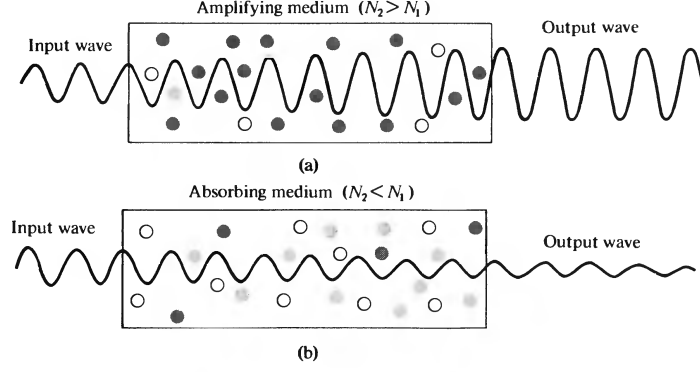 Amplifying medium (N₂ > N₁)
Input wave
Output wave
(a)
Absorbing medium (N₂ < N₁)
Input wave
Output wave
(b)